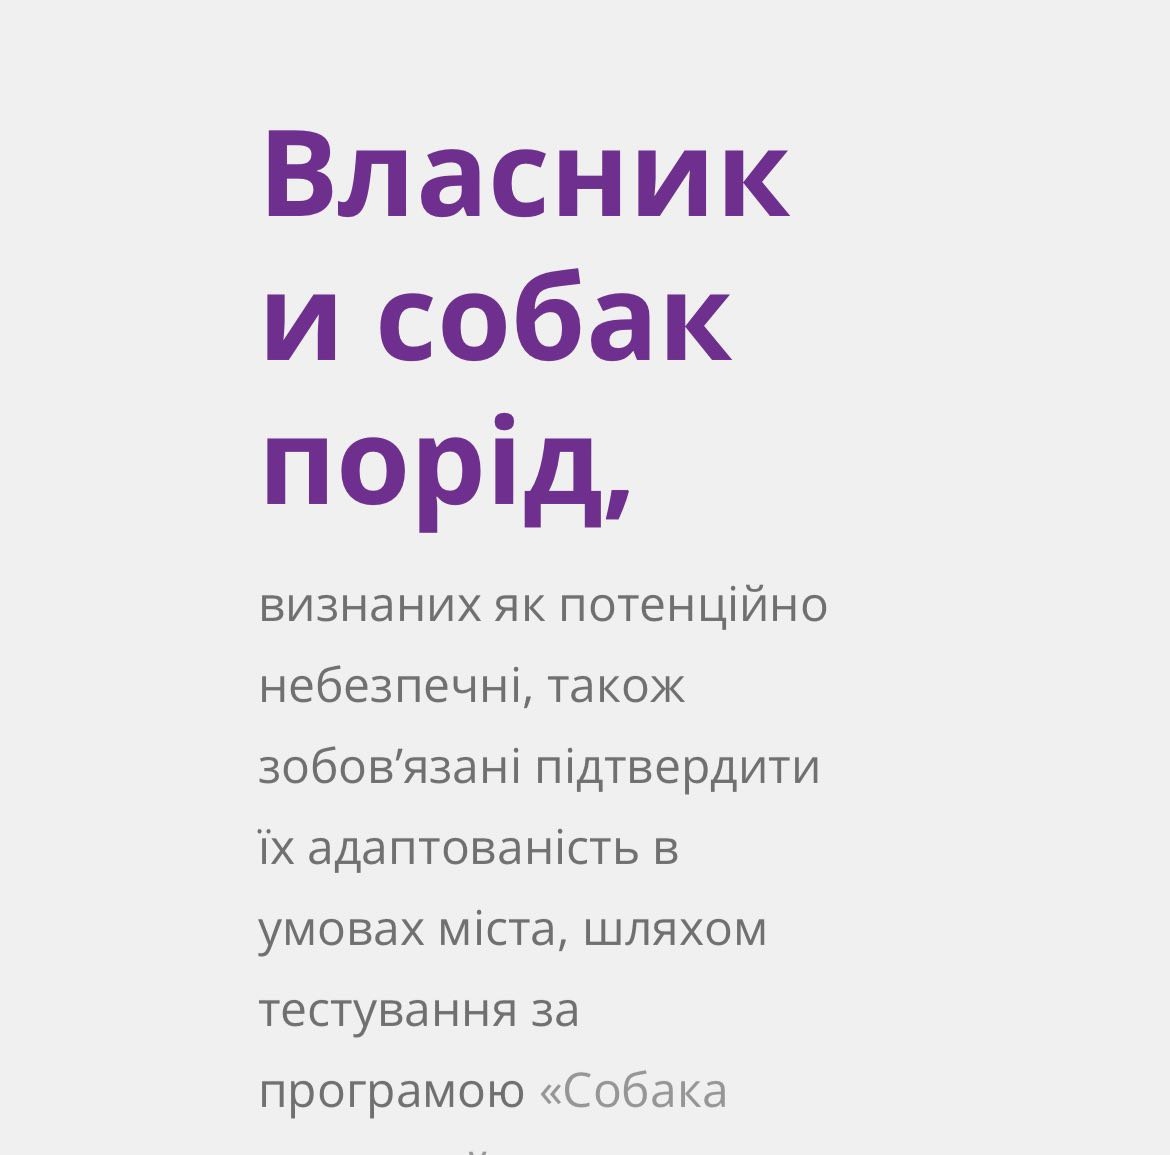 Власник
и собак
порід,
визнаних як потенційно
небезпечні, також
зобов’язані підтвердити
їх адаптованість в
умовах міста, шляхом
тестування за
програмою «Собака